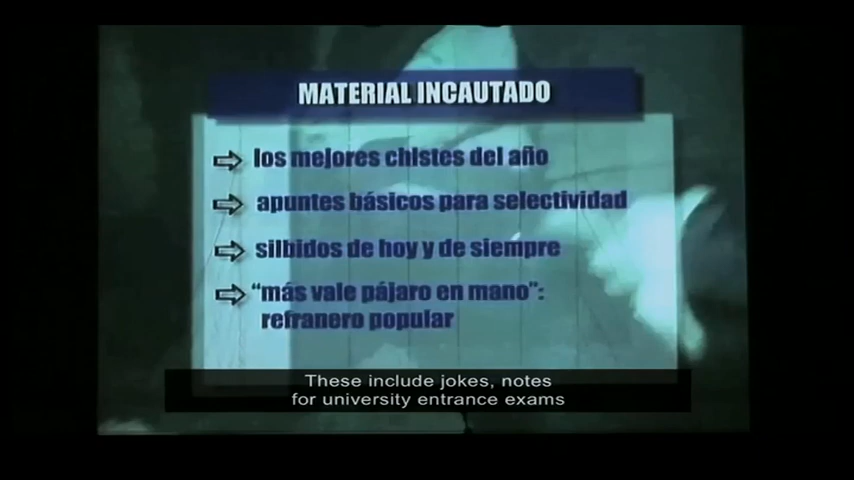 MATERIAL INCAUTADO
los mejores chistes del año
apuntes básicos para selectividad
silbidos de hoy y de siempre
"más vale pájaro en mano":
refranero popular
These include jokes, notes
for university entrance exams